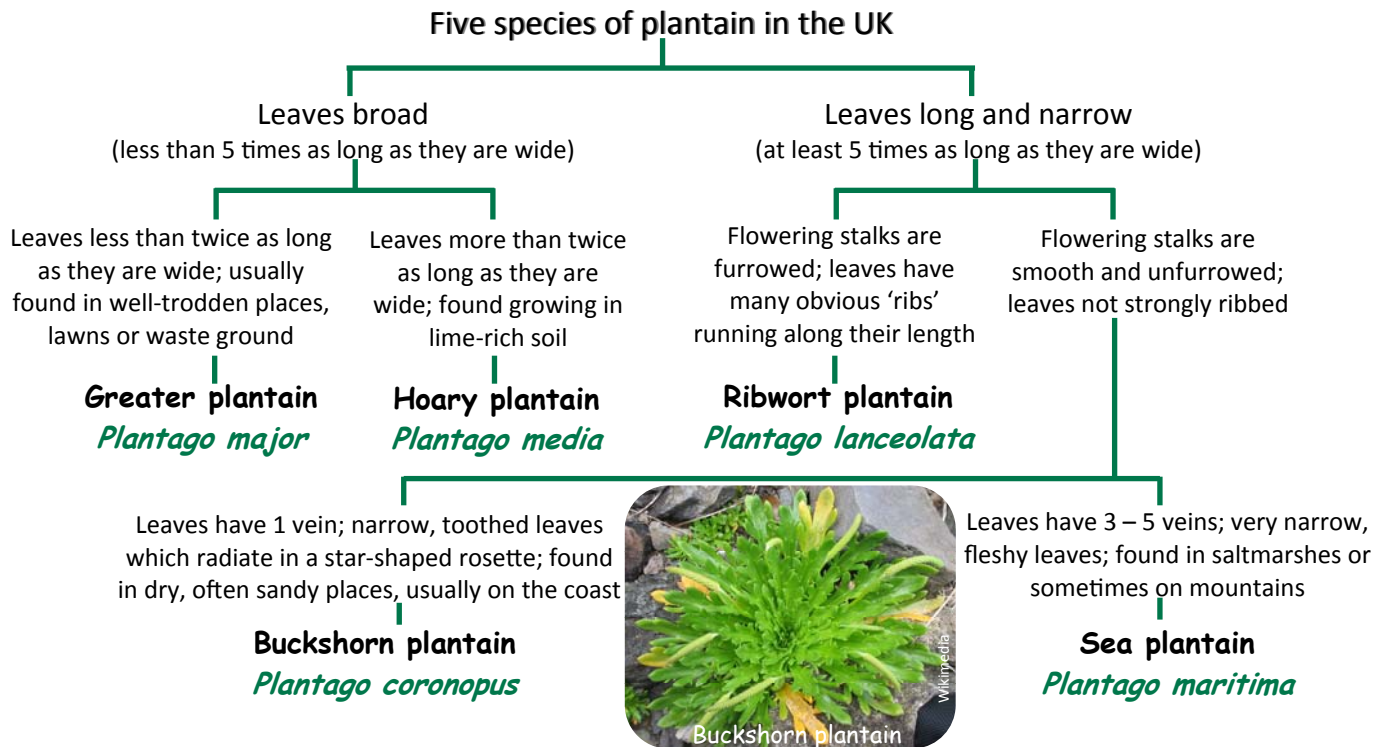 Five species of plantain in the UK
Leaves broad
(less than 5 times as long as they are wide)
Leaves long and narrow
(at least 5 times as long as they are wide)
Leaves less than twice as long
as they are wide; usually
found in well-trodden places,
lawns or waste ground
Greater plantain
Plantago major
Leaves more than twice
as long as they are
wide; found growing in
lime-rich soil
Hoary plantain
Plantago media
Flowering stalks are
furrowed; leaves have
many obvious ‘ribs’
running along their length
Ribwort plantain
Plantago lanceolata
Flowering stalks are
smooth and unfurrowed;
leaves not strongly ribbed
Leaves have 1 vein; narrow, toothed leaves
which radiate in a star-shaped rosette; found
in dry, often sandy places, usually on the coast
Buckshorn plantain
Plantago coronopus
Wikimedia
Buckshorn plantain
Leaves have 3 – 5 veins; very narrow,
fleshy leaves; found in saltmarshes or
sometimes on mountains
Sea plantain
Plantago maritima